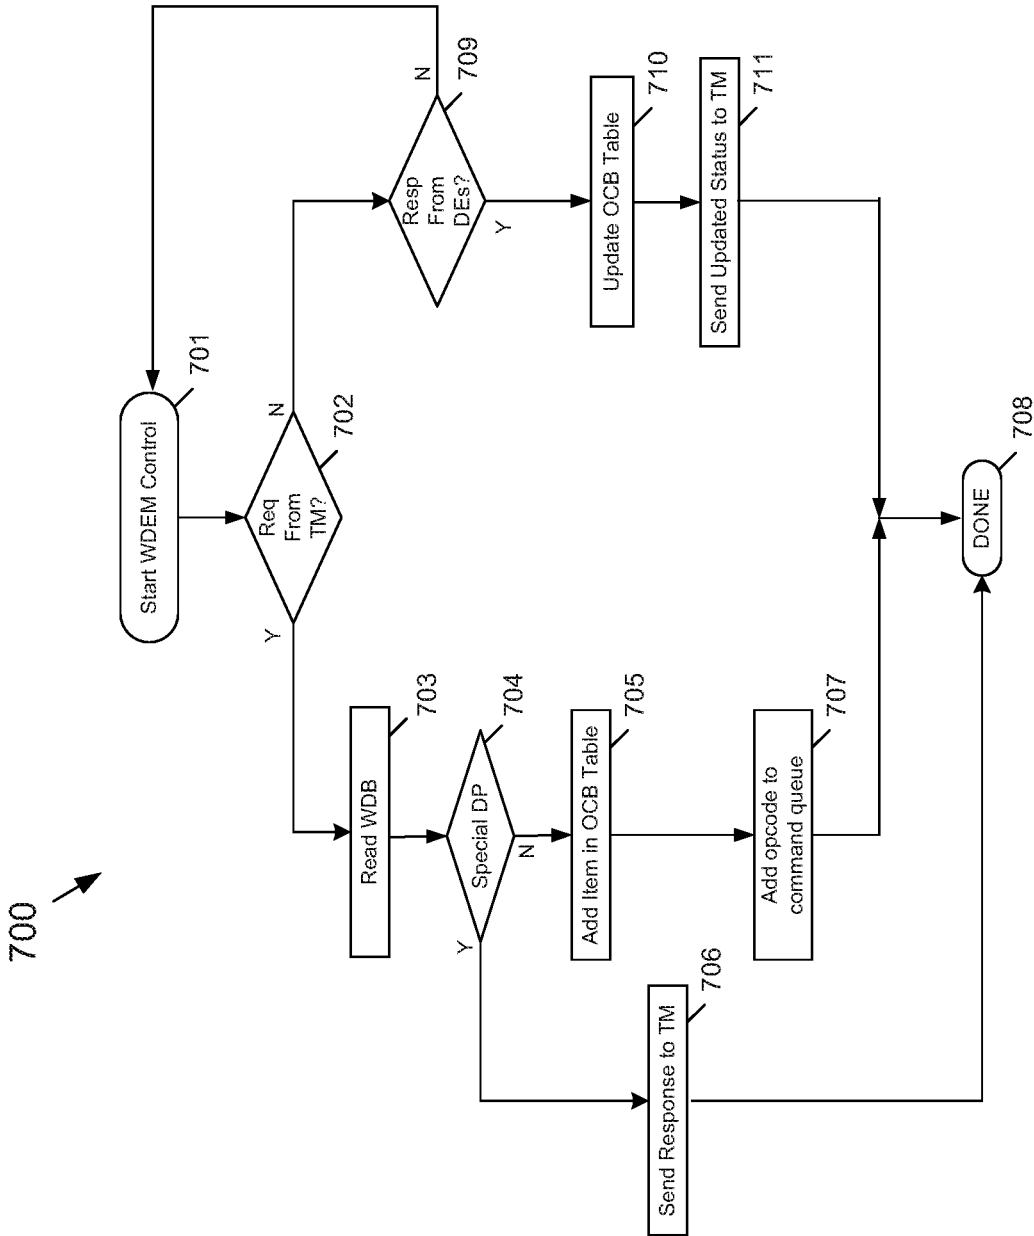 700
Start WDEM Control
701
Req
From
TM?
702
Y
N
Read WDB
703
Special DP
704
Y
N
Add Item in OCB Table
705
Send Response to TM
706
Add opcode to
command queue
707
Resp
From
DEs?
709
N
Y
Update OCB Table
710
Send Updated Status to TM
711
DONE
708